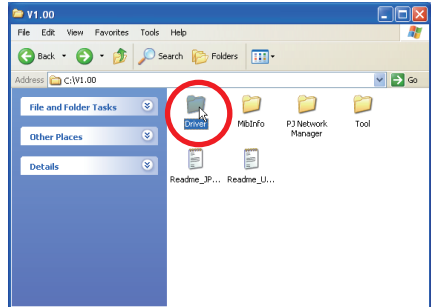 V1.00
File Edit View Favorites Tools Help
Back Search Folders
Address C:\V1.00 Go
File and Folder Tasks
Other Places
Details
Driver MibInfo PJ Network Manager Tool
Readme_JP... Readme_U...